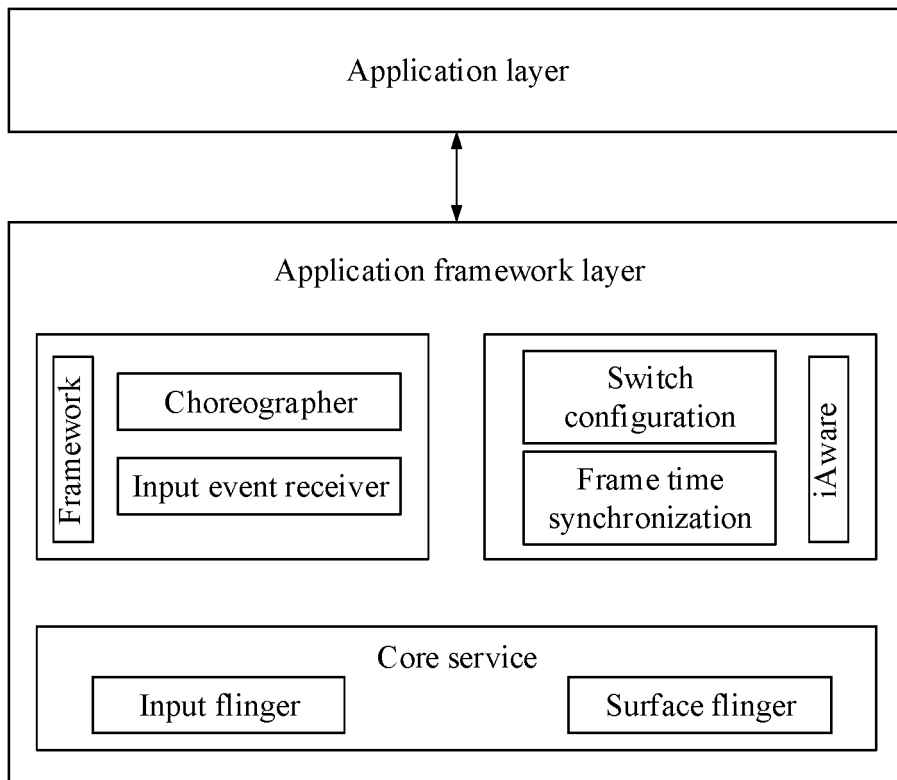 Application layer
Application framework layer
Framework
Choreographer
Input event receiver
Switch
configuration
Frame time
synchronization
iAware
Core service
Input flinger
Surface flinger